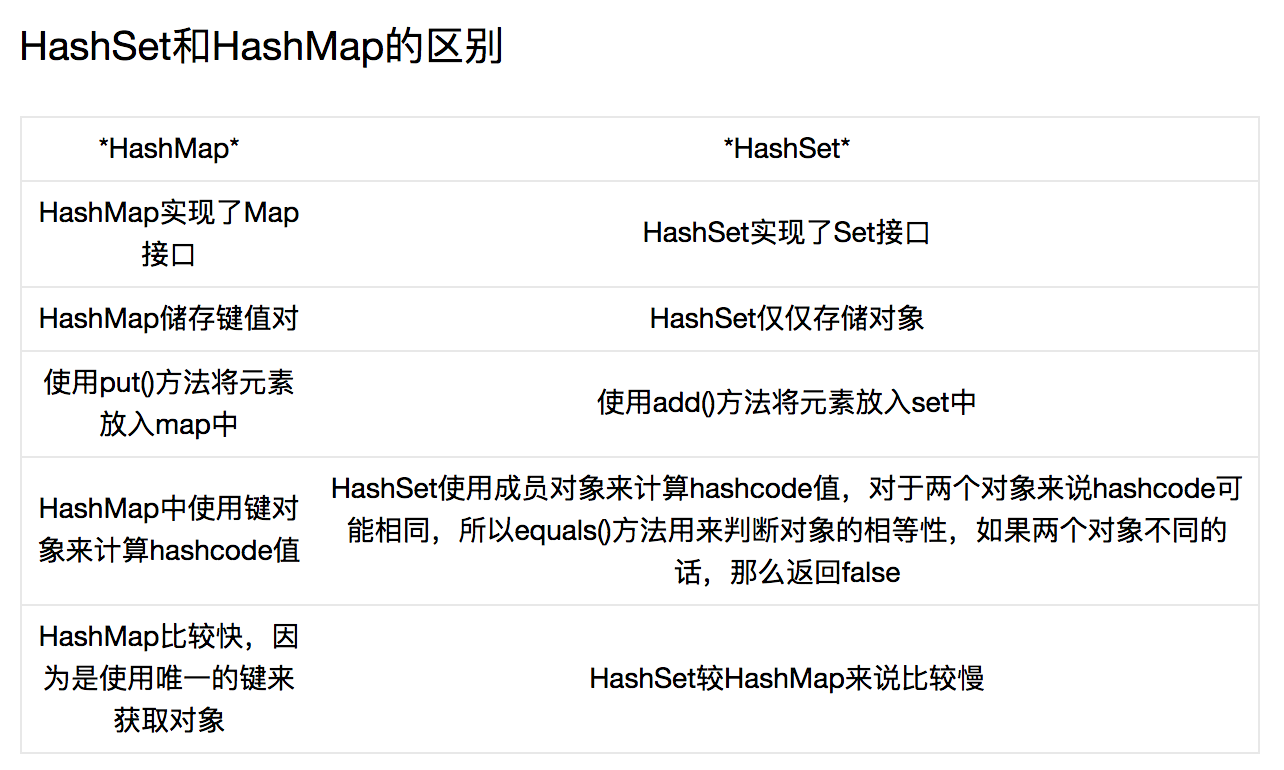 HashSet和HashMap的区别
*HashMap*
*HashSet*
HashMap实现了Map
接口
HashSet实现了Set接口
HashMap储存键值对
HashSet仅仅存储对象
使用put()方法将元素
放入map中
使用add()方法将元素放入set中
HashMap中使用键对
象来计算hashcode值
HashSet使用成员对象来计算hashcode值，对于两个对象来说hashcode可
能相同，所以equals()方法用来判断对象的相等性，如果两个对象不同的
话，那么返回false
HashMap比较快，因
为是使用唯一的键来
获取对象
HashSet较HashMap来说比较慢